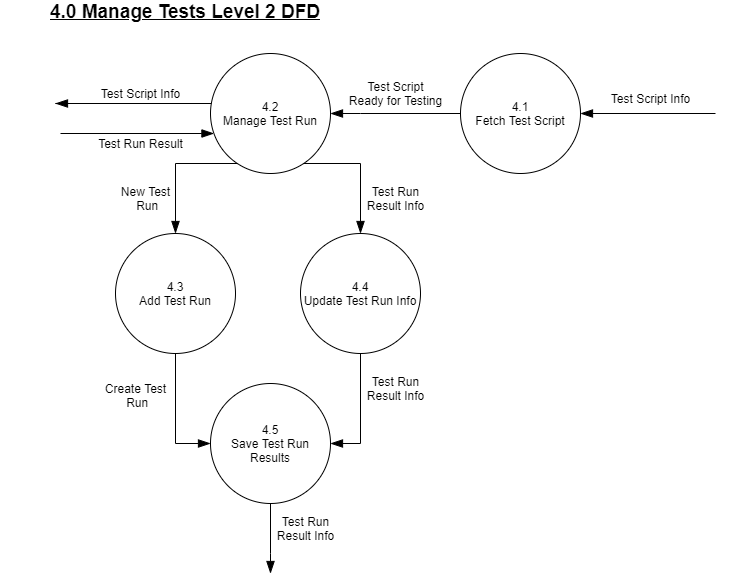 4.0 Manage Tests Level 2 DFD
Test Script Info
Test Run Result
4.2
Manage Test Run
Test Script
Ready for Testing
4.1
Fetch Test Script
Test Script Info
New Test
Run
Test Run
Result Info
4.3
Add Test Run
4.4
Update Test Run Info
Create Test
Run
Test Run
Result Info
4.5
Save Test Run
Results
Test Run
Result Info